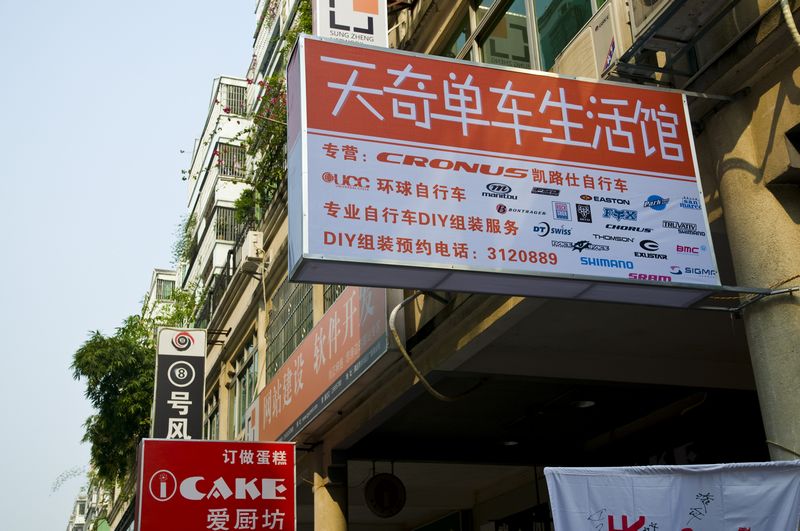 SUNG ZHENG
天奇单车生活馆
专营：CRONUS 凯路仕自行车
UCC 环球自行车
专业自行车DIY组装服务
DIY组装预约电话：3120889
manitou
EASTON
Park
BONTRAGER
FOX
DT SWISS
CHORUS
TRUVATIV
SHIMANO
THOMSON
MAXXIS
EXUSTAR
BMC
SHIMANO
SRAM
SIGMA
网站建设 软件开发
8
号风
订做蛋糕
i CAKE
爱厨坊